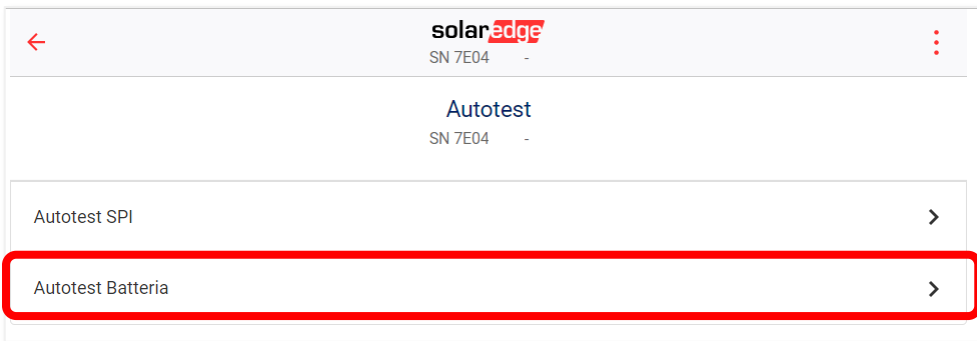 solaredge
SN 7E04 -
Autotest
SN 7E04 -
Autotest SPI
Autotest Batteria